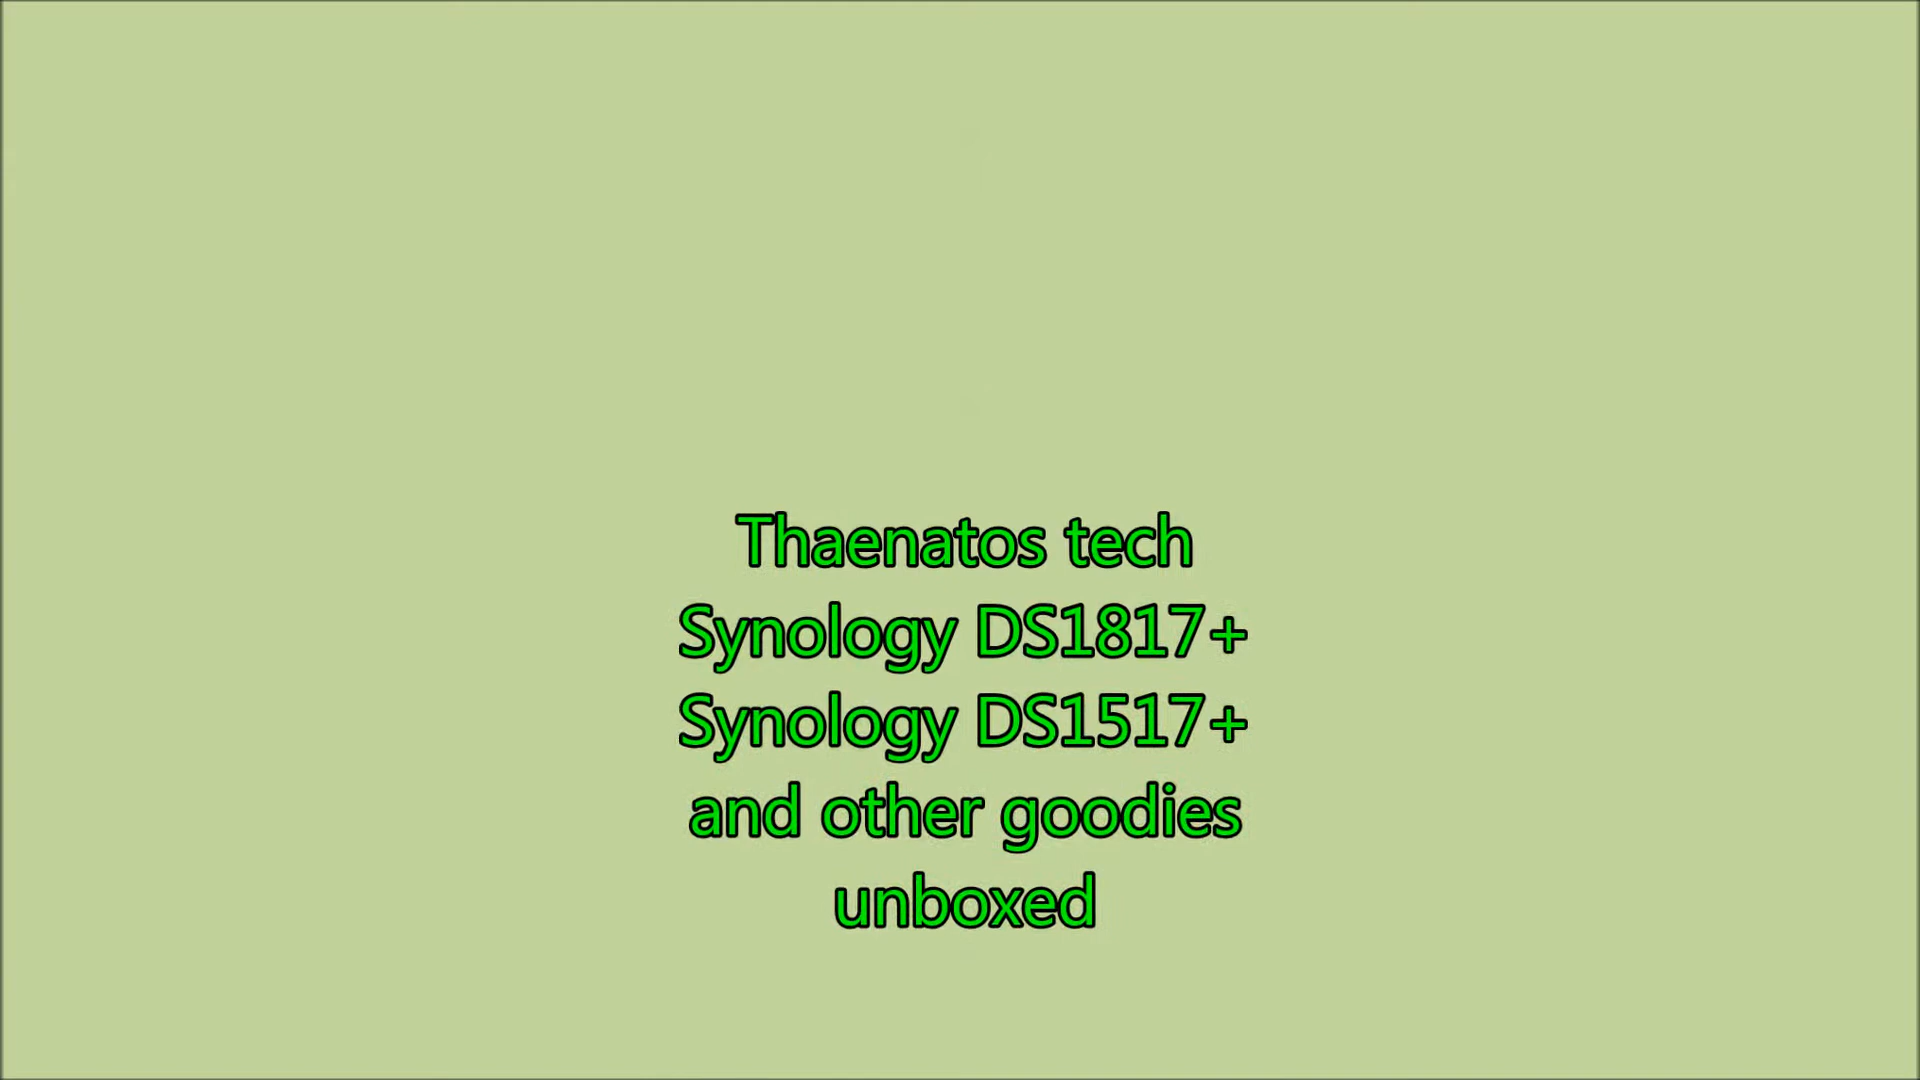 Thaenatos tech
Synology DS1817+
Synology DS1517+
and other goodies
unboxed